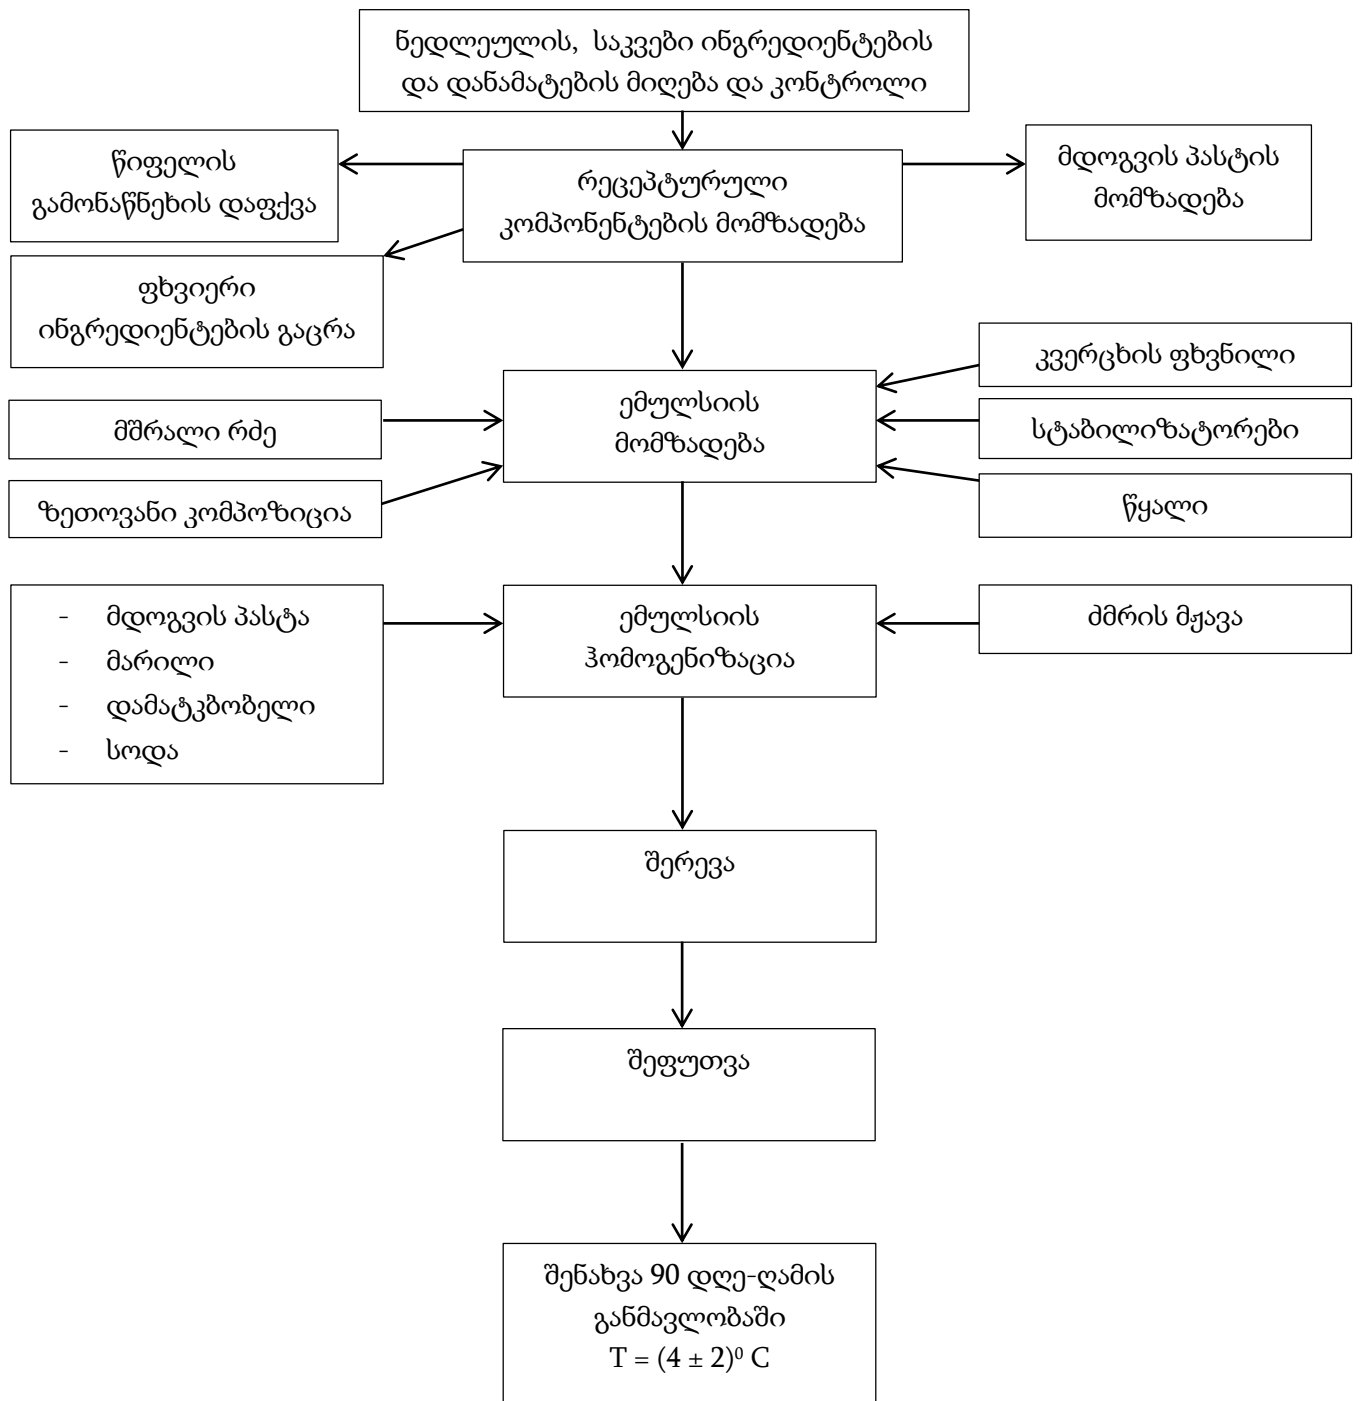 ნედლეულის, საკვები ინგრედიენტების
და დანამატების მიღება და კონტროლი
წიფელის
გამონაწნეხის დაფქვა
რეცეპტურული
კომპონენტების მომზადება
მდოგვის პასტის
მომზადება
ფხვიერი
ინგრედიენტების გაცრა
კვერცხის ფხვნილი
ემულსიის
მომზადება
მშრალი რძე
სტაბილიზატორები
ზეთოვანი კომპოზიცია
წყალი
- მდოგვის პასტა
- მარილი
- დამატკბობელი
- სოდა
ემულსიის
ჰომოგენიზაცია
ძმრის მჟავა
შერევა
შეფუთვა
შენახვა 90 დღე-ღამის
განმავლობაში
T = (4 ± 2)⁰ C